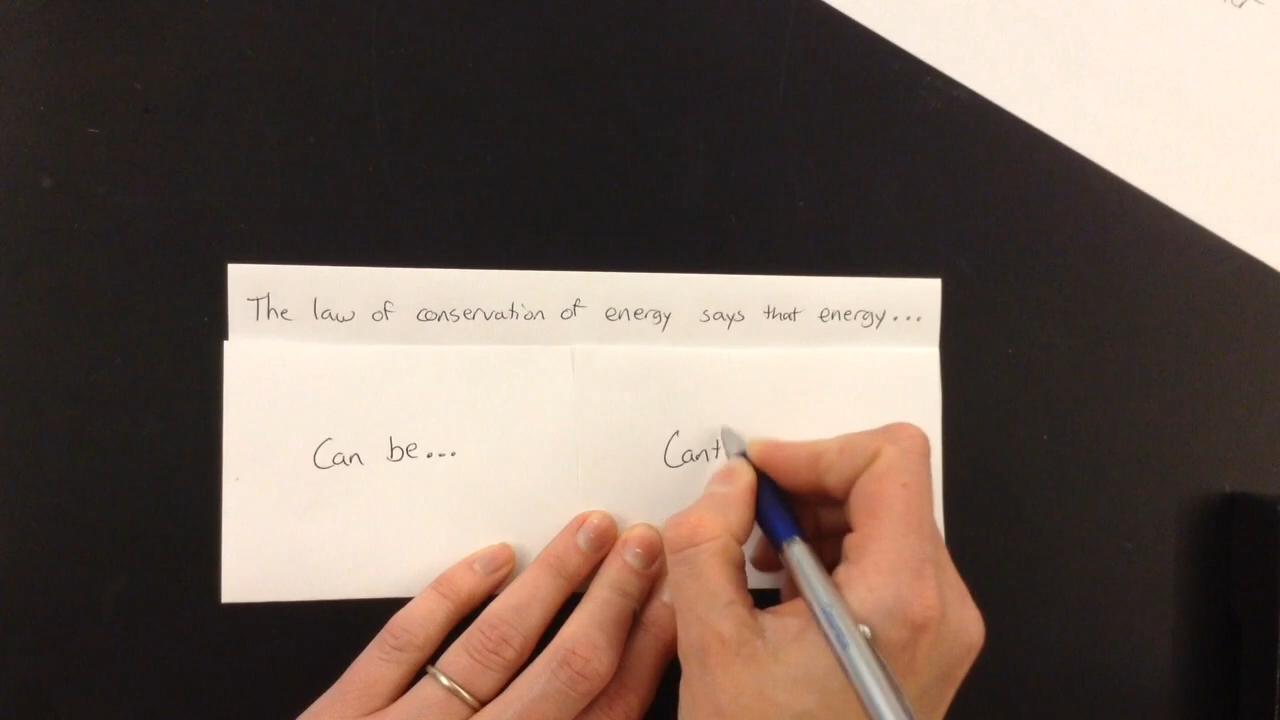 The law of conservation of energy says that energy...
Can be...
Cant